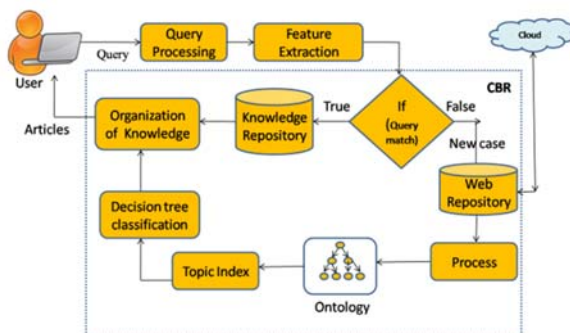 Query
Processing
Feature
Extraction
Cloud
Query
User
CBR
If
(Query
match)
True
False
Knowledge
Repository
Organization
of Knowledge
Articles
New case
Web
Repository
Decision tree
classification
Process
Topic Index
Ontology